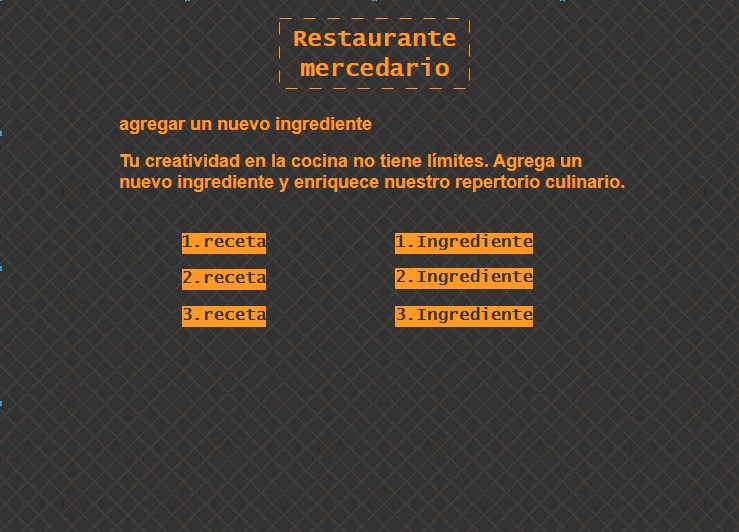 Restaurante
mercedario
agregar un nuevo ingrediente
Tu creatividad en la cocina no tiene límites. Agrega un
nuevo ingrediente y enriquece nuestro repertorio culinario.
1.receta
1.Ingrediente
2.receta
2.Ingrediente
3.receta
3.Ingrediente